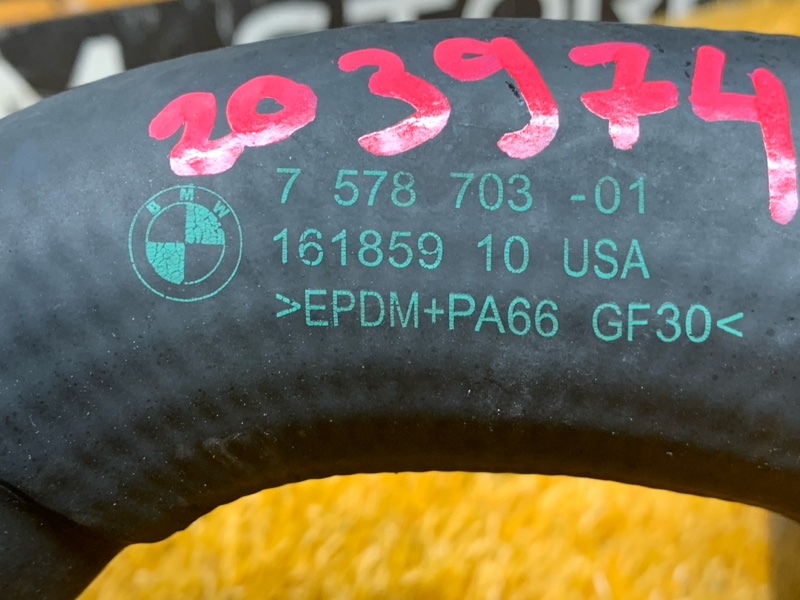 203974
7 578 703 -01
BMW
161859 10 USA
>EPDM+PA66 GF30<